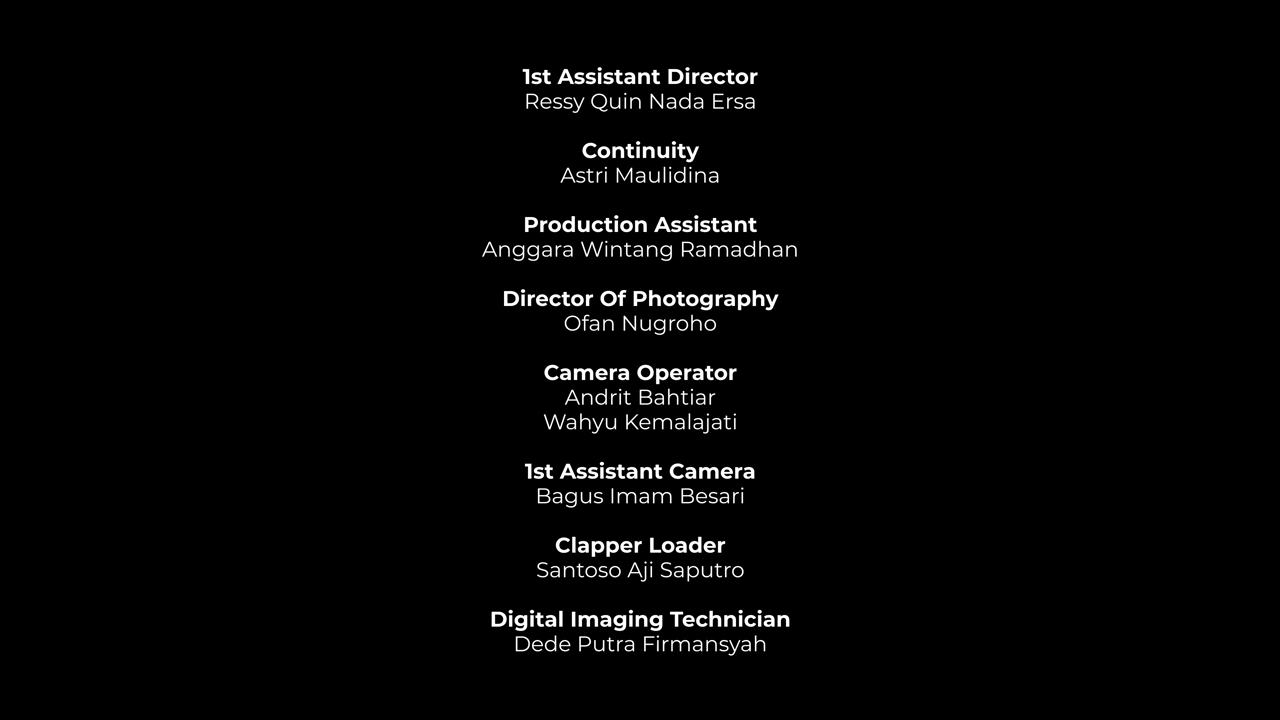 1st Assistant Director
Ressy Quin Nada Ersa
Continuity
Astri Maulidina
Production Assistant
Anggara Wintang Ramadhan
Director Of Photography
Ofan Nugroho
Camera Operator
Andrit Bahtiar
Wahyu Kemalajati
1st Assistant Camera
Bagus Imam Besari
Clapper Loader
Santoso Aji Saputro
Digital Imaging Technician
Dede Putra Firmansyah